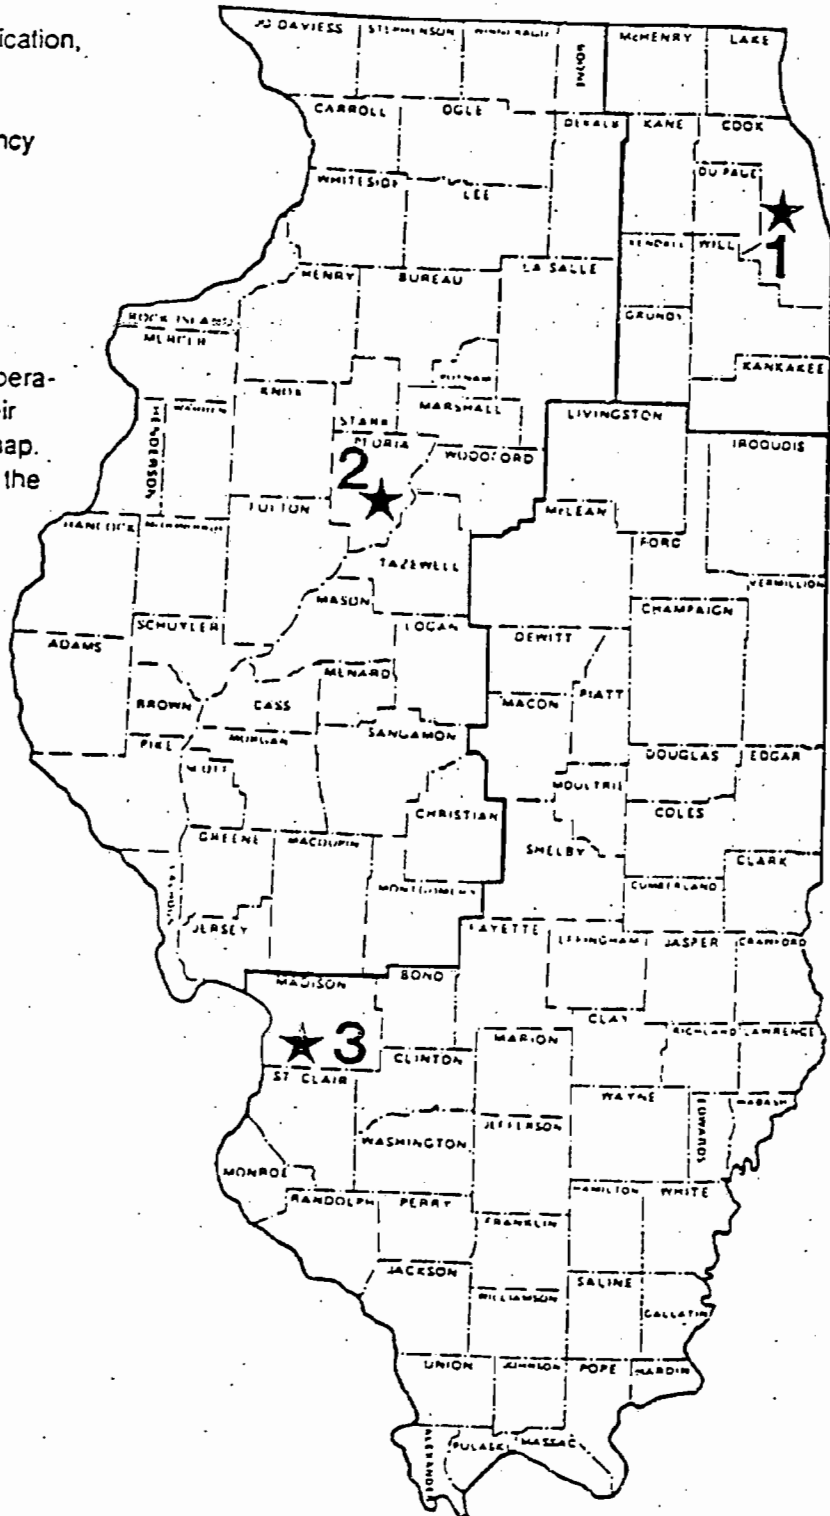 ication,
ncy
pera-
eir
nap.
the
JO DAVIESS STEPHENSON WINNEBAGO BOONE McHENRY LAKE
CARROLL OGLE DEKALB KANE COOK
DU PAGE
WHITESIDE LEE
KENDALL WILL 1
HENRY BUREAU LA SALLE
GRUNDY
ROCK ISLAND
MERCER
KANKAKEE
PUTNAM
KNOX
HENDERSON WARREN MARSHALL LIVINGSTON
STARK
PEORIA WOODFORD IROQUOIS
2
FULTON McLEAN
HANCOCK McDONOUGH
FORD
TAZEWELL
VERMILLION
MASON CHAMPAIGN
SCHUYLER LOGAN
ADAMS DEWITT
MENARD
BROWN CASS MACON PIATT
PIKE MORGAN SANGAMON
SCOTT DOUGLAS EDGAR
MOULTRIE
CHRISTIAN COLES
GREENE MACOUPIN SHELBY
CLARK
CALHOUN MONTGOMERY CUMBERLAND
JERSEY FAYETTE EFFINGHAM JASPER CRAWFORD
MADISON BOND
CLAY RICHLAND LAWRENCE
3 MARION
CLINTON
ST CLAIR
WAYNE EDWARDS WABASH
JEFFERSON
WASHINGTON
MONROE
RANDOLPH PERRY HAMILTON WHITE
FRANKLIN
JACKSON SALINE
WILLIAMSON GALLATIN
UNION JOHNSON POPE HARDIN
ALEXANDER PULASKI MASSAC